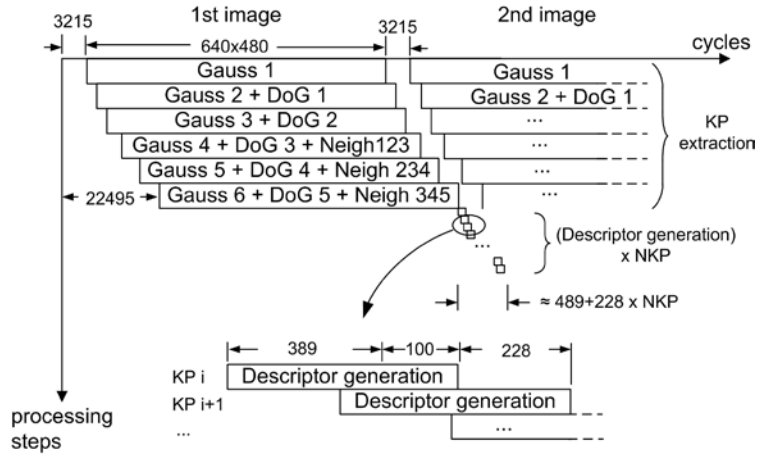 1st image
2nd image
3215
640x480
3215
cycles
Gauss 1
Gauss 1
Gauss 2 + DoG 1
Gauss 2 + DoG 1
Gauss 3 + DoG 2
...
KP
extraction
Gauss 4 + DoG 3 + Neigh123
...
Gauss 5 + DoG 4 + Neigh 234
...
22495
Gauss 6 + DoG 5 + Neigh 345
...
...
(Descriptor generation)
x NKP
≈ 489+228 x NKP
389
100
228
KP i
Descriptor generation
KP i+1
Descriptor generation
...
...
processing
steps